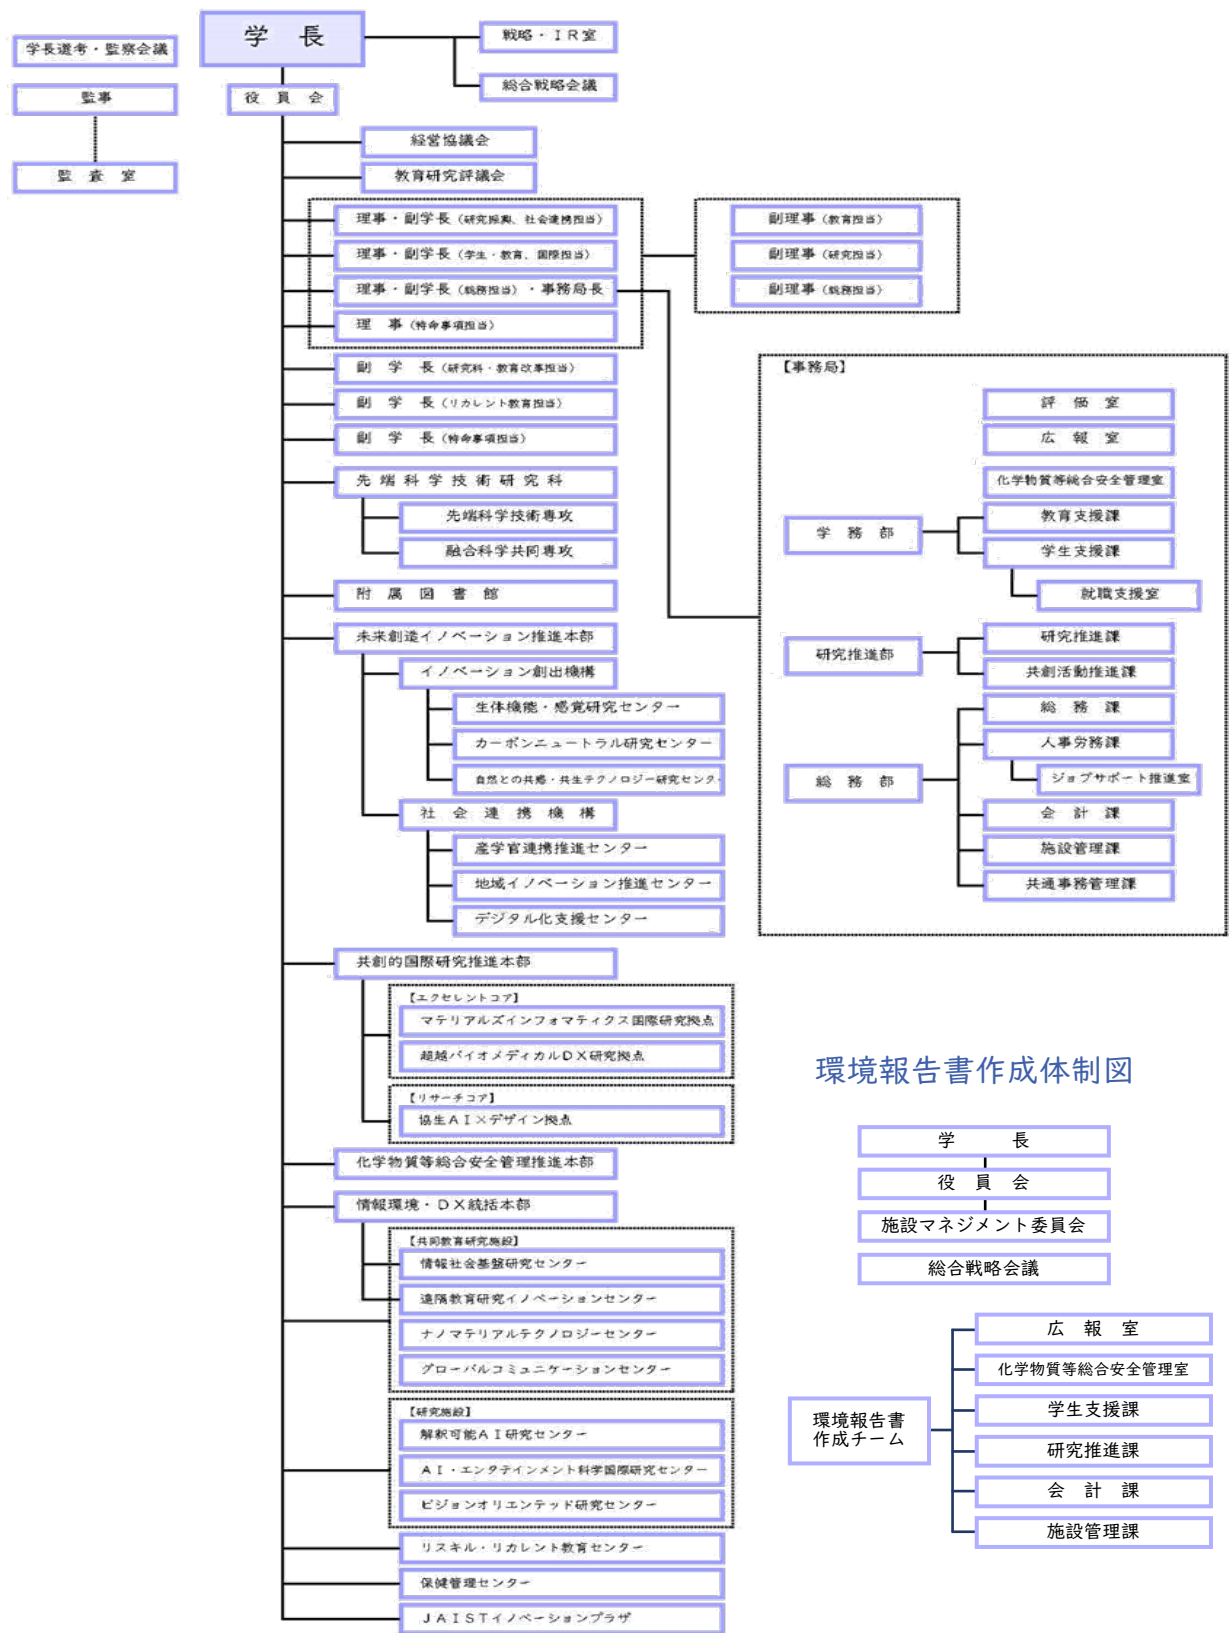 学長
戦略・ＩＲ室
総合戦略会議
学長選考・監察会議
監事
監査室
役員会
経営協議会
教育研究評議会
理事・副学長（研究振興、社会連携担当）
理事・副学長（学生・教育、国際担当）
理事・副学長（総務担当）・事務局長
理事（特命事項担当）
副理事（教育担当）
副理事（研究担当）
副理事（総務担当）
副学長（研究科・教育改革担当）
副学長（リカレント教育担当）
副学長（特命事項担当）
先端科学技術研究科
先端科学技術専攻
融合科学共同専攻
附属図書館
未来創造イノベーション推進本部
イノベーション創出機構
生体機能・感覚研究センター
カーボンニュートラル研究センター
自然との共感・共生テクノロジー研究センター
社会連携機構
産学官連携推進センター
地域イノベーション推進センター
デジタル化支援センター
共創的国際研究推進本部
【エクセレントコア】
マテリアルズインフォマティクス国際研究拠点
超越バイオメディカルＤＸ研究拠点
【リサーチコア】
協生ＡＩ×デザイン拠点
化学物質等総合安全管理推進本部
情報環境・ＤＸ統括本部
【共同教育研究施設】
情報社会基盤研究センター
遠隔教育研究イノベーションセンター
ナノマテリアルテクノロジーセンター
グローバルコミュニケーションセンター
【研究施設】
解釈可能ＡＩ研究センター
ＡＩ・エンタテインメント科学国際研究センター
ビジョンオリエンテッド研究センター
リスキル・リカレント教育センター
保健管理センター
ＪＡＩＳＴイノベーションプラザ
【事務局】
評価室
広報室
化学物質等総合安全管理室
学務部
教育支援課
学生支援課
就職支援室
研究推進部
研究推進課
共創活動推進課
総務部
総務課
人事労務課
ジョブサポート推進室
会計課
施設管理課
共通事務管理課
環境報告書作成体制図
学長
役員会
施設マネジメント委員会
総合戦略会議
環境報告書
作成チーム
広報室
化学物質等総合安全管理室
学生支援課
研究推進課
会計課
施設管理課